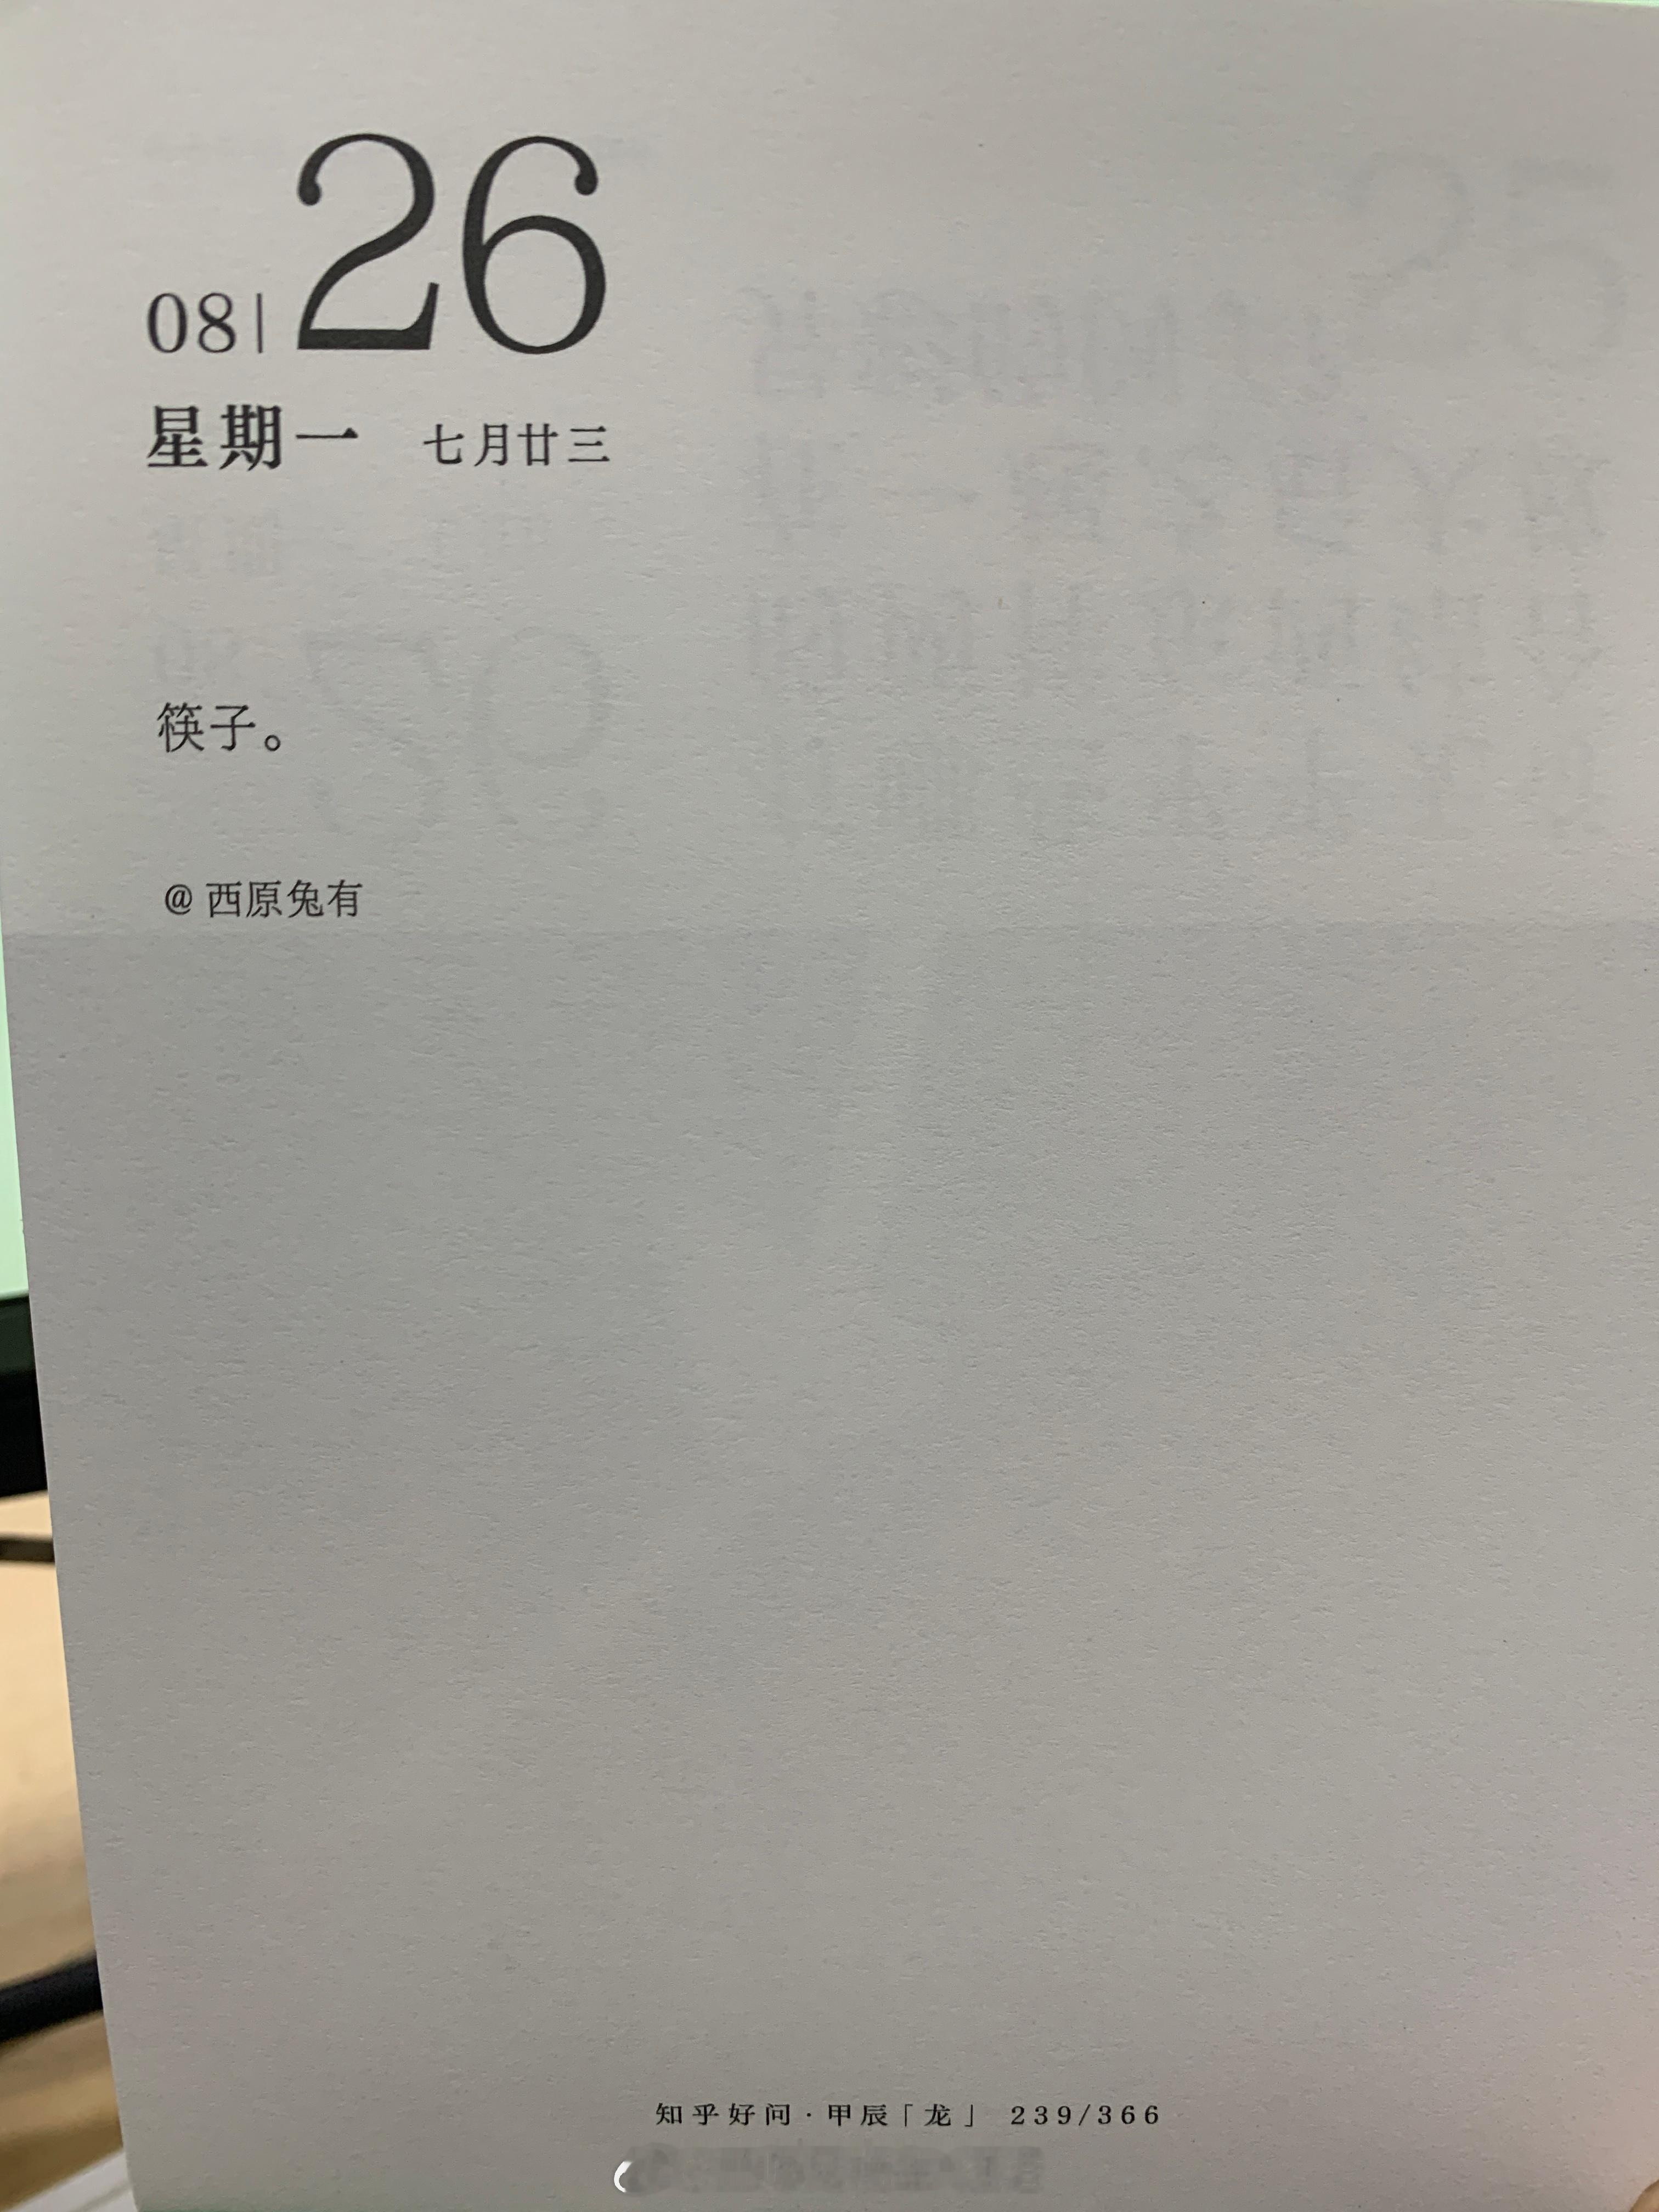 08| 26
星期一 七月廿三
筷子。
@ 西原兔有
知乎好问·甲辰「龙」 239/366